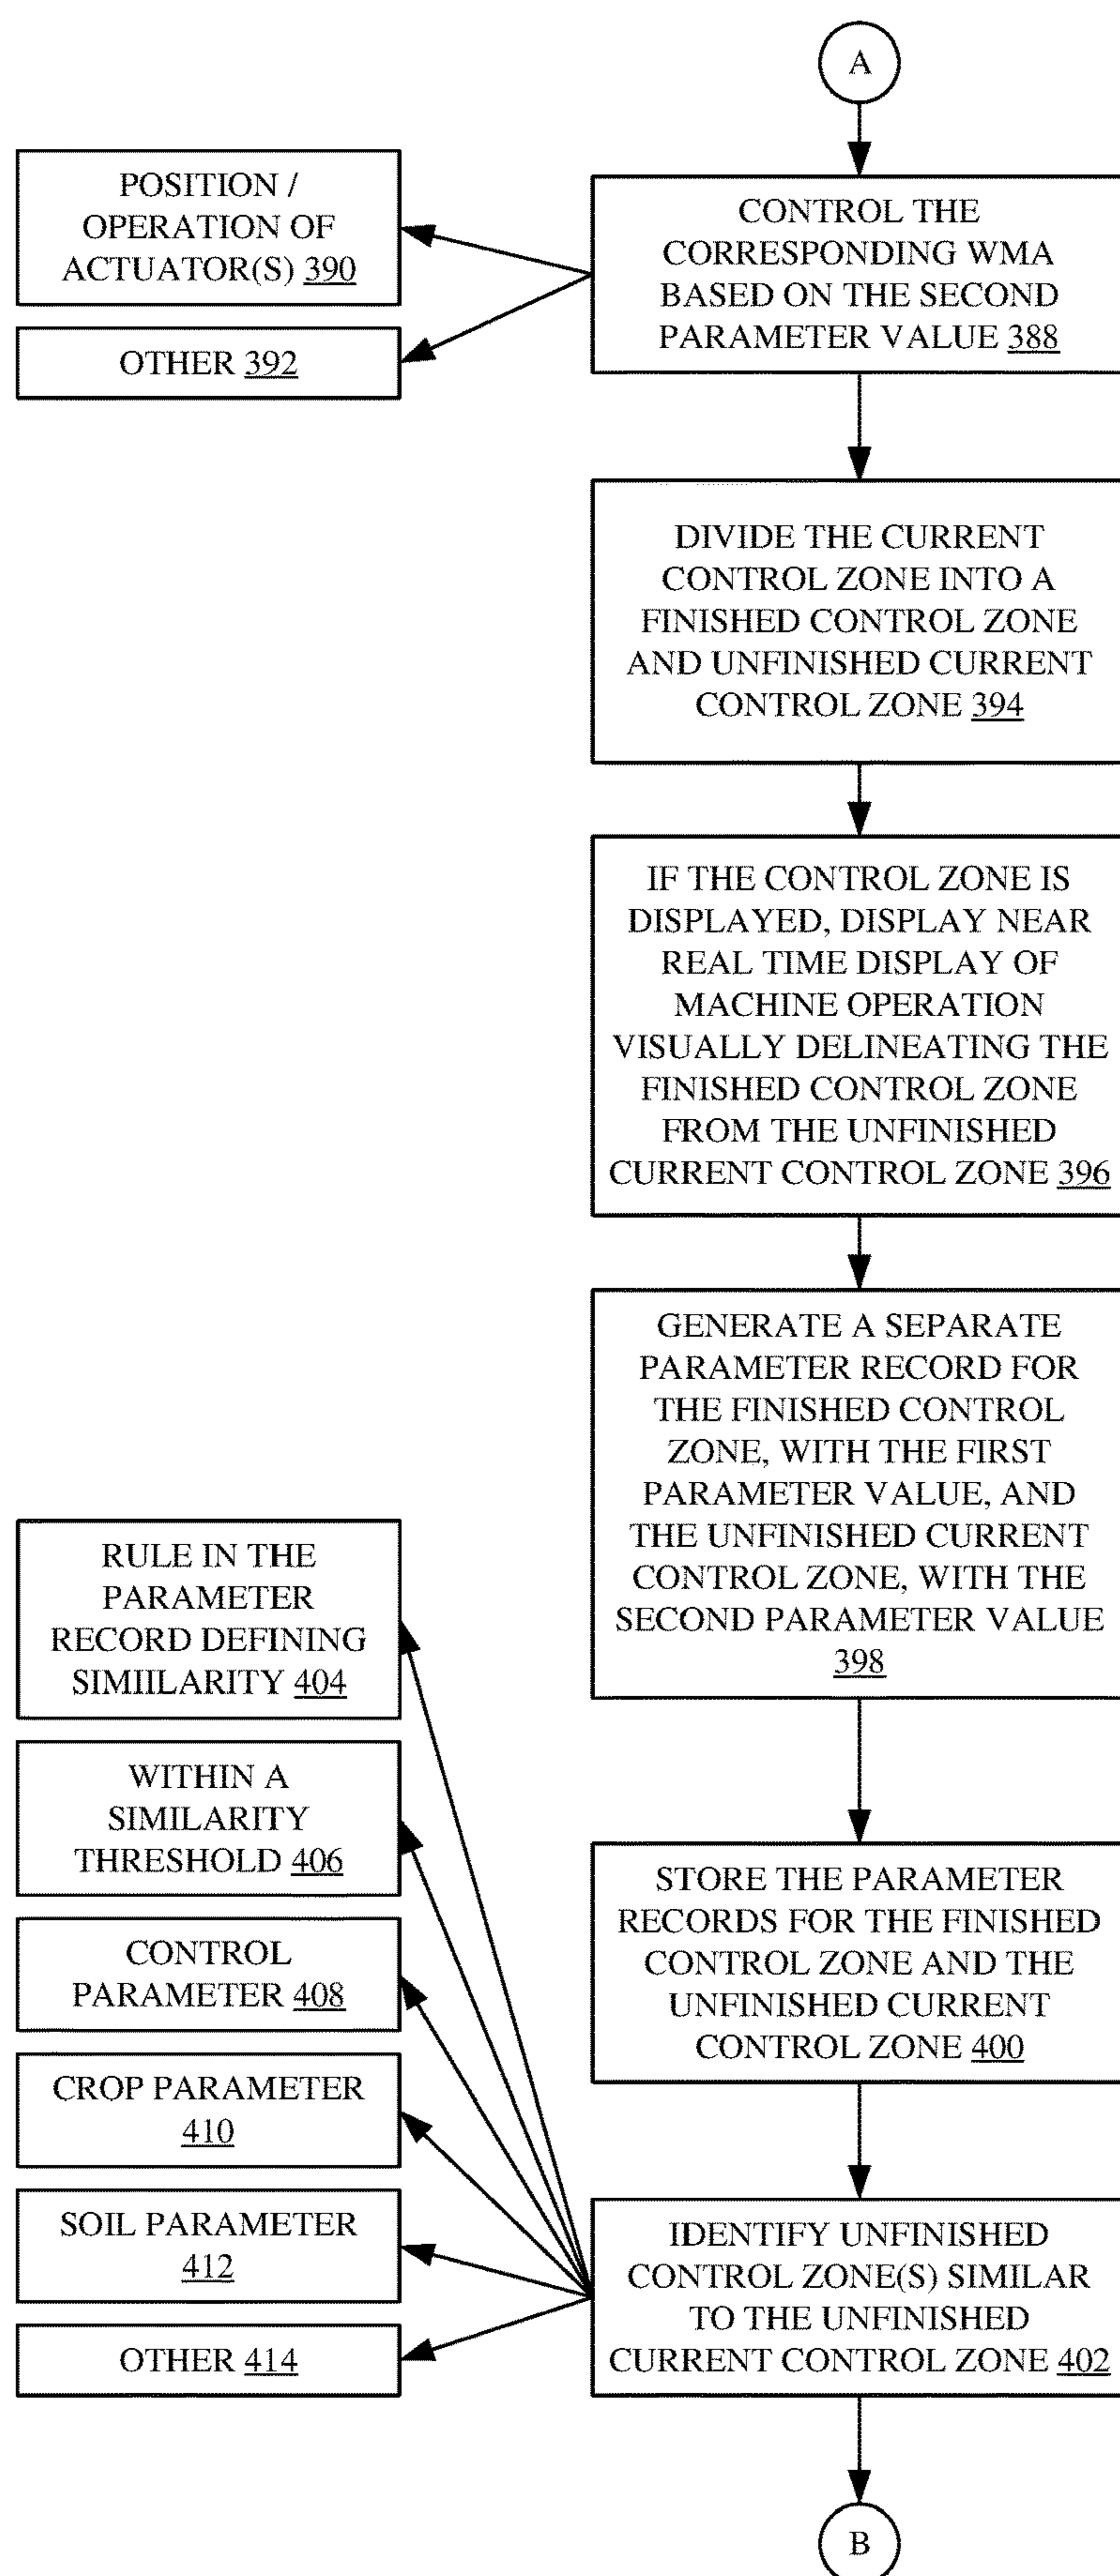 A
POSITION /
OPERATION OF
ACTUATOR(S) 390
OTHER 392
CONTROL THE
CORRESPONDING WMA
BASED ON THE SECOND
PARAMETER VALUE 388
DIVIDE THE CURRENT
CONTROL ZONE INTO A
FINISHED CONTROL ZONE
AND UNFINISHED CURRENT
CONTROL ZONE 394
IF THE CONTROL ZONE IS
DISPLAYED, DISPLAY NEAR
REAL TIME DISPLAY OF
MACHINE OPERATION
VISUALLY DELINEATING THE
FINISHED CONTROL ZONE
FROM THE UNFINISHED
CURRENT CONTROL ZONE 396
GENERATE A SEPARATE
PARAMETER RECORD FOR
THE FINISHED CONTROL
ZONE, WITH THE FIRST
PARAMETER VALUE, AND
THE UNFINISHED CURRENT
CONTROL ZONE, WITH THE
SECOND PARAMETER VALUE
398
STORE THE PARAMETER
RECORDS FOR THE FINISHED
CONTROL ZONE AND THE
UNFINISHED CURRENT
CONTROL ZONE 400
RULE IN THE
PARAMETER
RECORD DEFINING
SIMIILARITY 404
WITHIN A
SIMILARITY
THRESHOLD 406
CONTROL
PARAMETER 408
CROP PARAMETER
410
SOIL PARAMETER
412
OTHER 414
IDENTIFY UNFINISHED
CONTROL ZONE(S) SIMILAR
TO THE UNFINISHED
CURRENT CONTROL ZONE 402
B